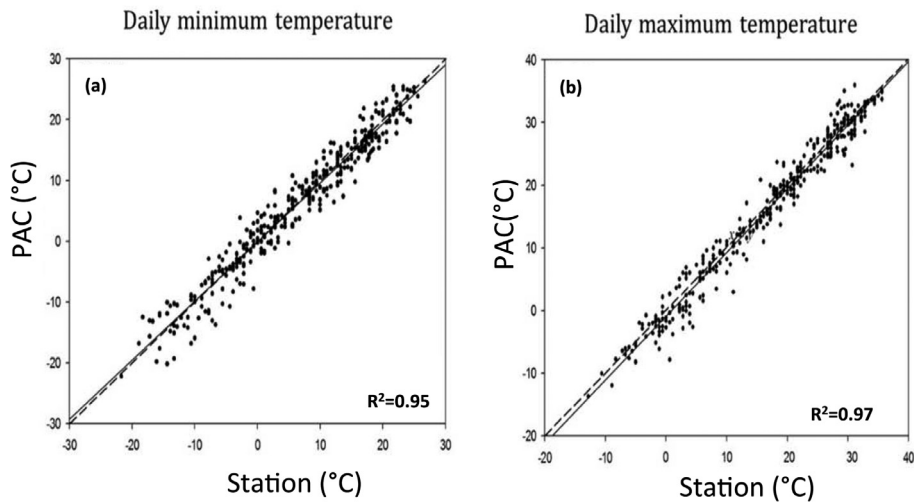 Daily minimum temperature
30
(a)
20
10
0
-10
-20
-30
R²=0.95
-30
-20
-10
0
10
20
30
PAC (°C)
Station (°C)
Daily maximum temperature
40
(b)
30
20
10
0
-10
-20
R²=0.97
-20
-10
0
10
20
30
40
PAC(°C)
Station (°C)